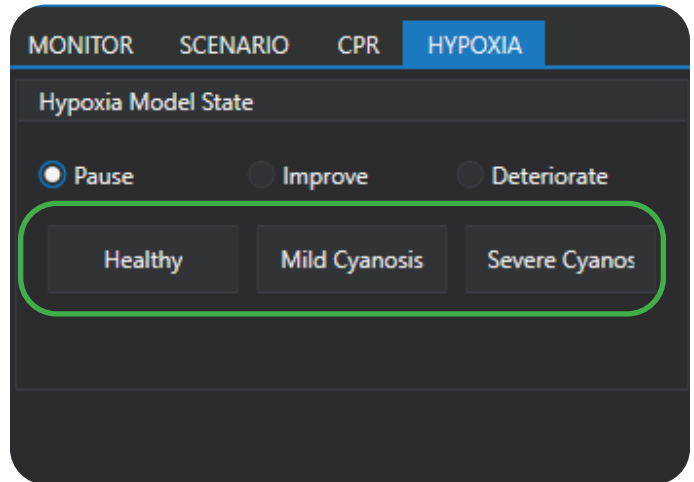 MONITOR SCENARIO CPR HYPOXIA
Hypoxia Model State
Pause Improve Deteriorate
Healthy Mild Cyanosis Severe Cyanos